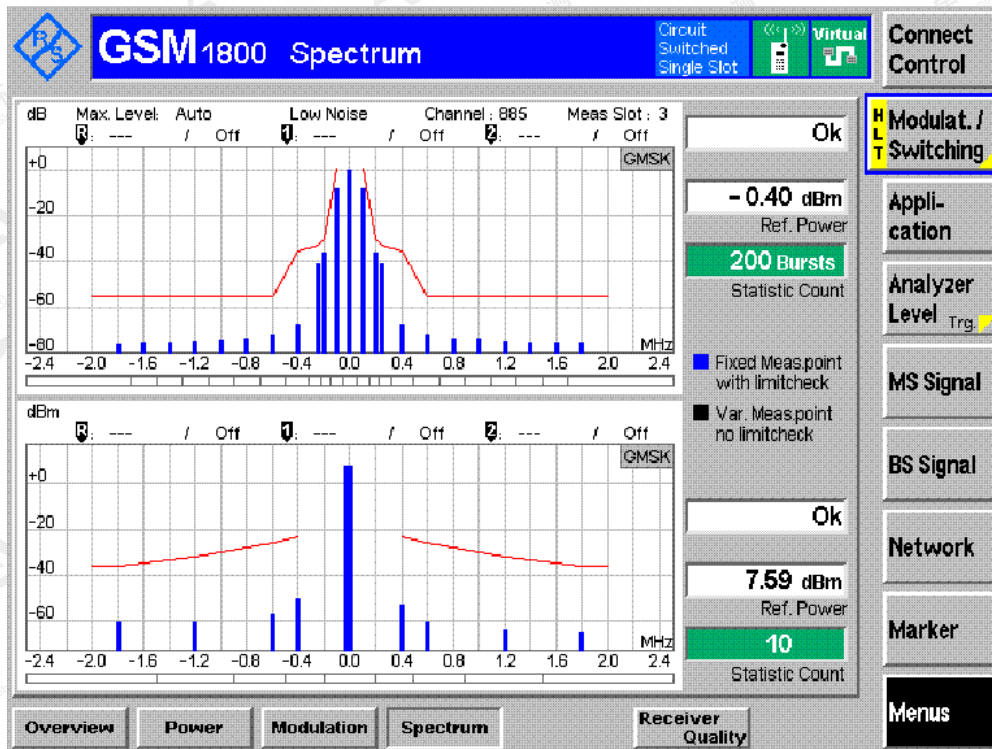 R&S
GSM 1800 Spectrum
Circuit Switched Single Slot
Virtual
Connect Control
dB Max. Level: Auto Low Noise Channel : 885 Meas Slot : 3
R: --- / Off 1: --- / Off 2: --- / Off
GMSK
+0
-20
-40
-60
-80
MHz
-2.4 -2.0 -1.6 -1.2 -0.8 -0.4 0.0 0.4 0.8 1.2 1.6 2.0 2.4
Ok
- 0.40 dBm
Ref. Power
200 Bursts
Statistic Count
Fixed Meas.point
with limitcheck
Var. Meas.point
no limitcheck
dBm
R: --- / Off 1: --- / Off 2: --- / Off
GMSK
+0
-20
-40
-60
MHz
-2.4 -2.0 -1.6 -1.2 -0.8 -0.4 0.0 0.4 0.8 1.2 1.6 2.0 2.4
Ok
7.59 dBm
Ref. Power
10
Statistic Count
HLT
Modulat. /
Switching
Appli-
cation
Analyzer
Level Trg.
MS Signal
BS Signal
Network
Marker
Menus
Overview
Power
Modulation
Spectrum
Receiver
Quality